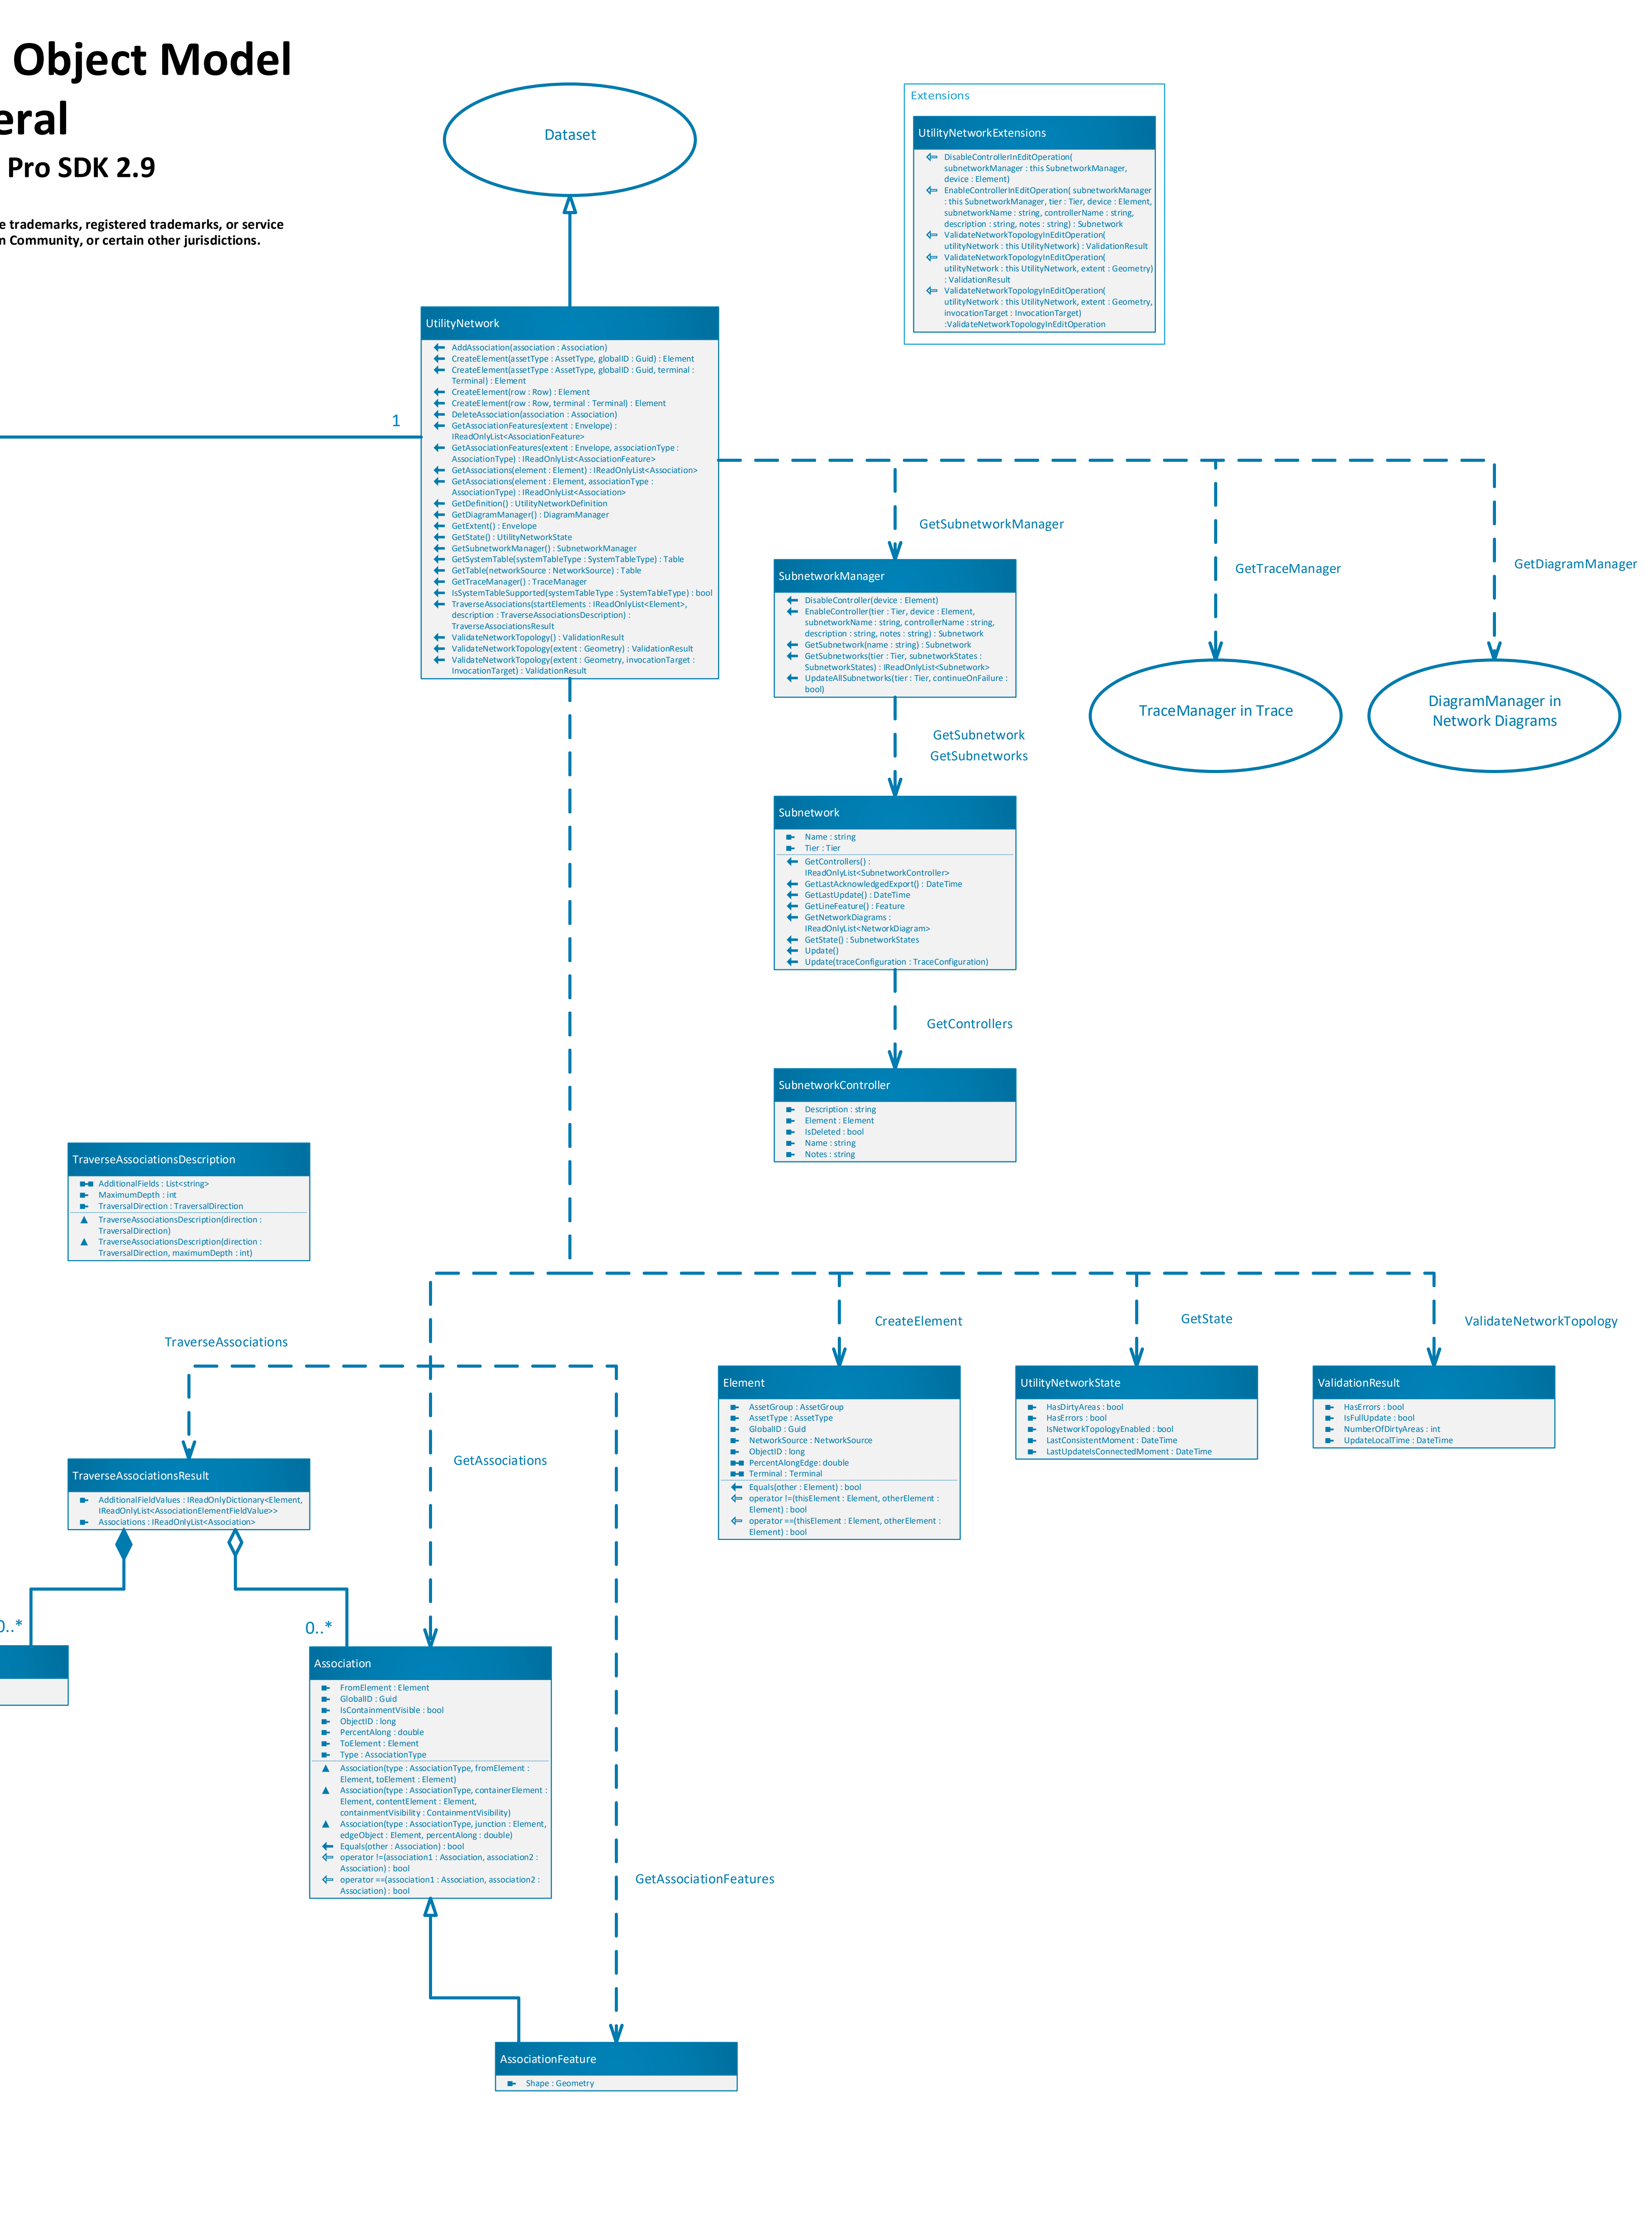 Object Model
eral
Pro SDK 2.9
e trademarks, registered trademarks, or service
n Community, or certain other jurisdictions.
Dataset
Extensions
UtilityNetworkExtensions
DisableControllerInEditOperation(
subnetworkManager : this SubnetworkManager,
device : Element)
EnableControllerInEditOperation( subnetworkManager
: this SubnetworkManager, tier : Tier, device : Element,
subnetworkName : string, controllerName : string,
description : string, notes : string) : Subnetwork
ValidateNetworkTopologyInEditOperation(
utilityNetwork : this UtilityNetwork) : ValidationResult
ValidateNetworkTopologyInEditOperation(
utilityNetwork : this UtilityNetwork, extent : Geometry)
: ValidationResult
ValidateNetworkTopologyInEditOperation(
utilityNetwork : this UtilityNetwork, extent : Geometry,
invocationTarget : InvocationTarget)
:ValidateNetworkTopologyInEditOperation
UtilityNetwork
AddAssociation(association : Association)
CreateElement(assetType : AssetType, globalID : Guid) : Element
CreateElement(assetType : AssetType, globalID : Guid, terminal :
Terminal) : Element
CreateElement(row : Row) : Element
CreateElement(row : Row, terminal : Terminal) : Element
DeleteAssociation(association : Association)
GetAssociationFeatures(extent : Envelope) :
IReadOnlyList<AssociationFeature>
GetAssociationFeatures(extent : Envelope, associationType :
AssociationType) : IReadOnlyList<AssociationFeature>
GetAssociations(element : Element) : IReadOnlyList<Association>
GetAssociations(element : Element, associationType :
AssociationType) : IReadOnlyList<Association>
GetDefinition() : UtilityNetworkDefinition
GetDiagramManager() : DiagramManager
GetExtent() : Envelope
GetState() : UtilityNetworkState
GetSubnetworkManager() : SubnetworkManager
GetSystemTable(systemTableType : SystemTableType) : Table
GetTable(networkSource : NetworkSource) : Table
GetTraceManager() : TraceManager
IsSystemTableSupported(systemTableType : SystemTableType) : bool
TraverseAssociations(startElements : IReadOnlyList<Element>,
description : TraverseAssociationsDescription) :
TraverseAssociationsResult
ValidateNetworkTopology() : ValidationResult
ValidateNetworkTopology(extent : Geometry) : ValidationResult
ValidateNetworkTopology(extent : Geometry, invocationTarget :
InvocationTarget) : ValidationResult
1
GetSubnetworkManager
GetTraceManager
GetDiagramManager
SubnetworkManager
DisableController(device : Element)
EnableController(tier : Tier, device : Element,
subnetworkName : string, controllerName : string,
description : string, notes : string) : Subnetwork
GetSubnetwork(name : string) : Subnetwork
GetSubnetworks(tier : Tier, subnetworkStates :
SubnetworkStates) : IReadOnlyList<Subnetwork>
UpdateAllSubnetworks(tier : Tier, continueOnFailure :
bool)
TraceManager in Trace
DiagramManager in
Network Diagrams
GetSubnetwork
GetSubnetworks
Subnetwork
Name : string
Tier : Tier
GetControllers() :
IReadOnlyList<SubnetworkController>
GetLastAcknowledgedExport() : DateTime
GetLastUpdate() : DateTime
GetLineFeature() : Feature
GetNetworkDiagrams :
IReadOnlyList<NetworkDiagram>
GetState() : SubnetworkStates
Update()
Update(traceConfiguration : TraceConfiguration)
GetControllers
SubnetworkController
Description : string
Element : Element
IsDeleted : bool
Name : string
Notes : string
TraverseAssociationsDescription
AdditionalFields : List<string>
MaximumDepth : int
TraversalDirection : TraversalDirection
TraverseAssociationsDescription(direction :
TraversalDirection)
TraverseAssociationsDescription(direction :
TraversalDirection, maximumDepth : int)
TraverseAssociations
CreateElement
GetState
ValidateNetworkTopology
Element
AssetGroup : AssetGroup
AssetType : AssetType
GlobalID : Guid
NetworkSource : NetworkSource
ObjectID : long
PercentAlongEdge: double
Terminal : Terminal
Equals(other : Element) : bool
operator !=(thisElement : Element, otherElement :
Element) : bool
operator ==(thisElement : Element, otherElement :
Element) : bool
UtilityNetworkState
HasDirtyAreas : bool
HasErrors : bool
IsNetworkTopologyEnabled : bool
LastConsistentMoment : DateTime
LastUpdateIsConnectedMoment : DateTime
ValidationResult
HasErrors : bool
IsFullUpdate : bool
NumberOfDirtyAreas : int
UpdateLocalTime : DateTime
GetAssociations
TraverseAssociationsResult
AdditionalFieldValues : IReadOnlyDictionary<Element,
IReadOnlyList<AssociationElementFieldValue>>
Associations : IReadOnlyList<Association>
0..*
0..*
Association
FromElement : Element
GlobalID : Guid
IsContainmentVisible : bool
ObjectID : long
PercentAlong : double
ToElement : Element
Type : AssociationType
Association(type : AssociationType, fromElement :
Element, toElement : Element)
Association(type : AssociationType, containerElement :
Element, contentElement : Element,
containmentVisibility : ContainmentVisibility)
Association(type : AssociationType, junction : Element,
edgeObject : Element, percentAlong : double)
Equals(other : Association) : bool
operator !=(association1 : Association, association2 :
Association) : bool
operator ==(association1 : Association, association2 :
Association) : bool
GetAssociationFeatures
AssociationFeature
Shape : Geometry